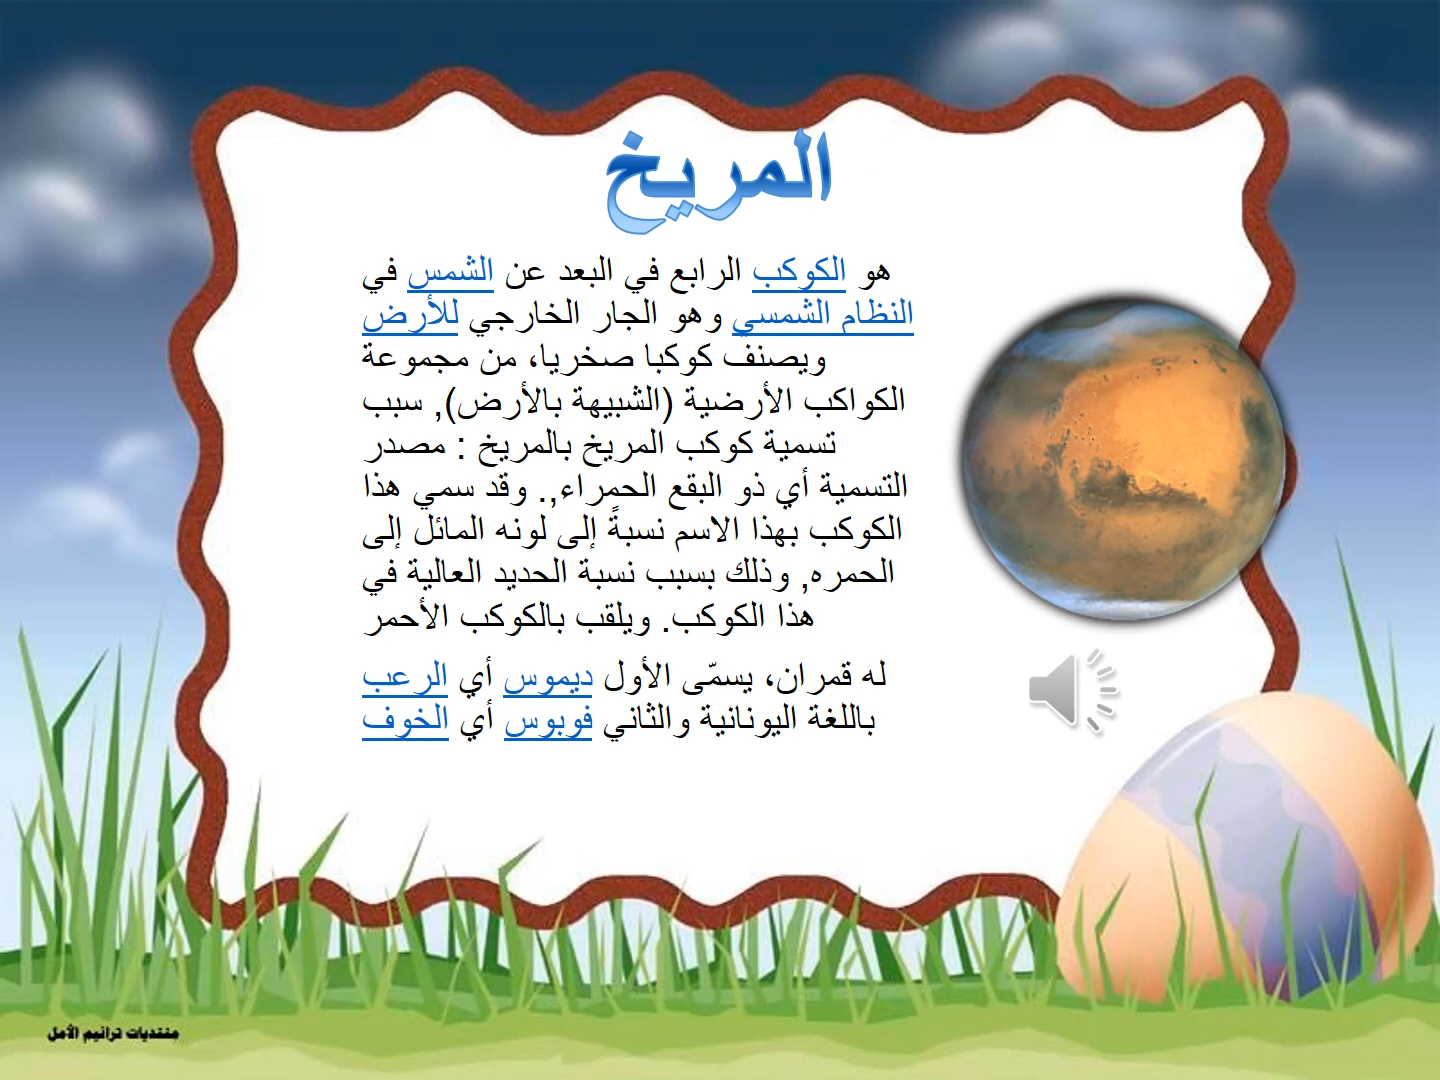 المريخ
هو الكوكب الرابع في البعد عن الشمس في
النظام الشمسي وهو الجار الخارجي للأرض
ويصنف كوكبا صخريا، من مجموعة
الكواكب الأرضية (الشبيهة بالأرض), سبب
تسمية كوكب المريخ بالمريخ : مصدر
التسمية أي ذو البقع الحمراء,. وقد سمي هذا
الكوكب بهذا الاسم نسبةً إلى لونه المائل إلى
الحمره, وذلك بسبب نسبة الحديد العالية في
هذا الكوكب. ويلقب بالكوكب الأحمر
له قمران، يسمّى الأول ديموس أي الرعب
باللغة اليونانية والثاني فوبوس أي الخوف
منتديات ترانيم الأمل